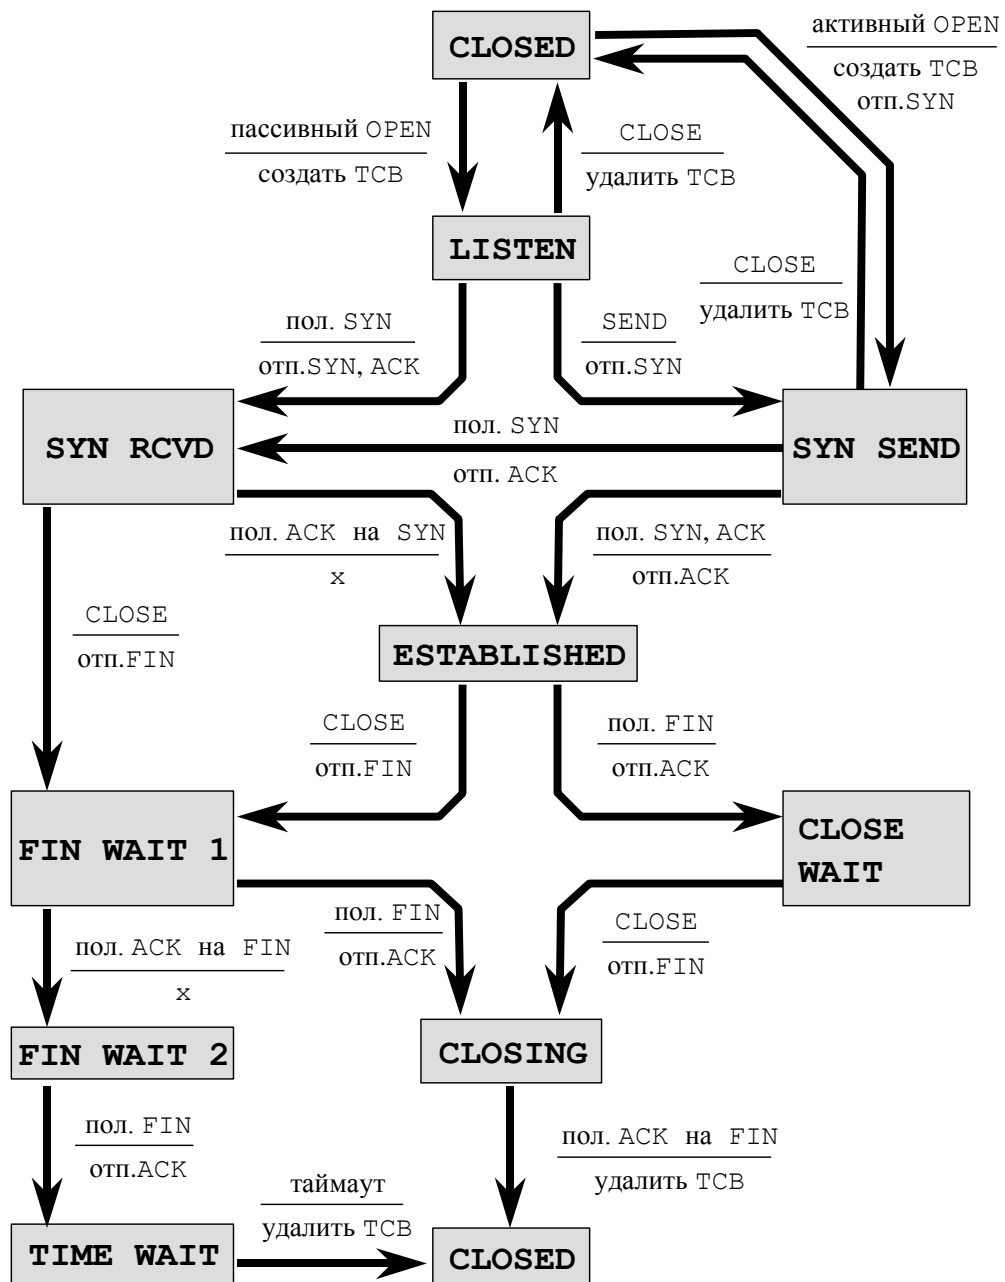 CLOSED
активный OPEN
создать TCB
отп.SYN
пассивный OPEN
создать TCB
CLOSE
удалить TCB
LISTEN
CLOSE
удалить TCB
пол. SYN
отп.SYN, ACK
SEND
отп.SYN
SYN RCVD
пол. SYN
отп. ACK
SYN SEND
пол. ACK на SYN
x
пол. SYN, ACK
отп.ACK
CLOSE
отп.FIN
ESTABLISHED
CLOSE
отп.FIN
пол. FIN
отп.ACK
FIN WAIT 1
CLOSE
WAIT
пол. ACK на FIN
x
пол. FIN
отп.ACK
CLOSE
отп.FIN
FIN WAIT 2
CLOSING
пол. FIN
отп.ACK
пол. ACK на FIN
удалить TCB
таймаут
удалить TCB
TIME WAIT
CLOSED